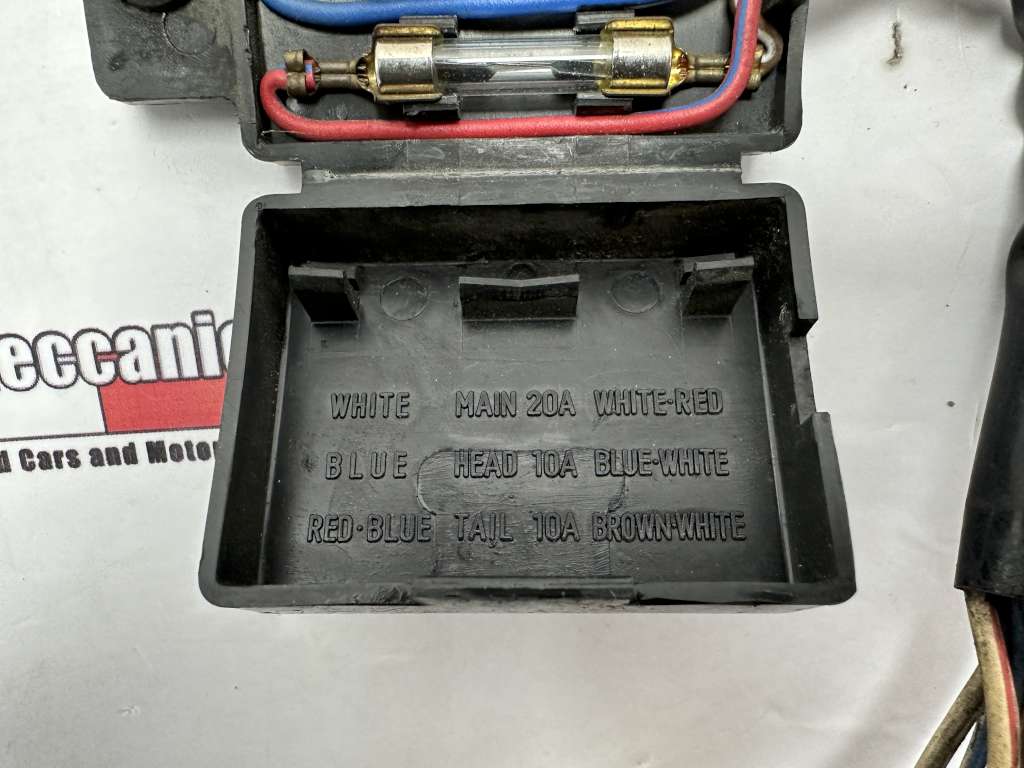 eccanic
d Cars and Motor
WHITE MAIN 20A WHITE·RED
BLUE HEAD 10A BLUE·WHITE
RED·BLUE TAIL 10A BROWN·WHITE